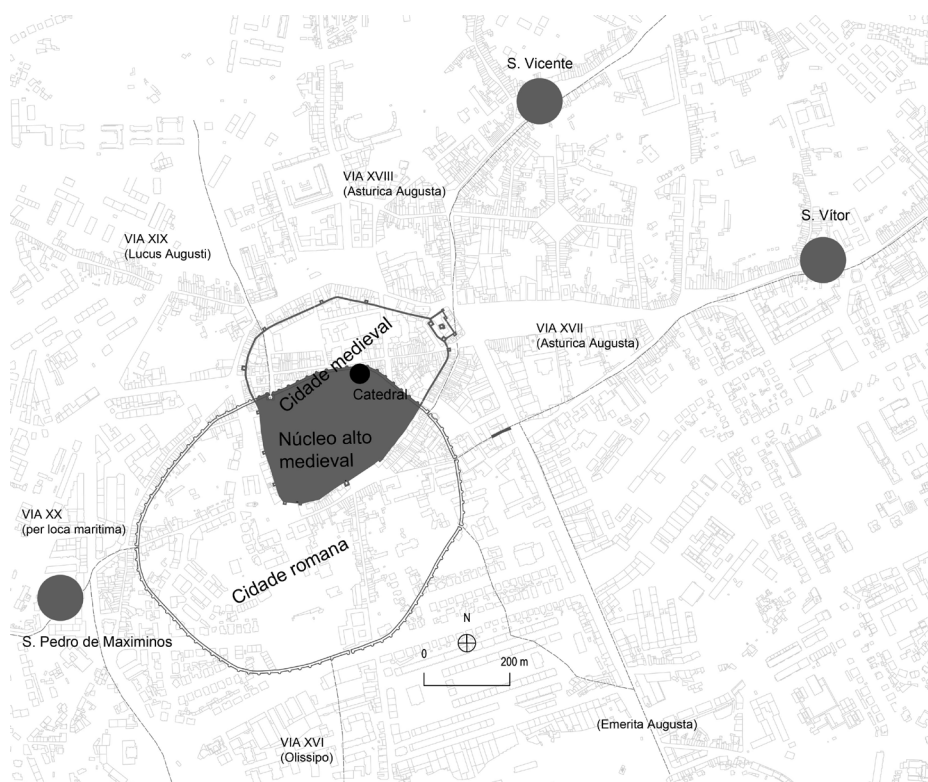 S. Vicente
VIA XVIII
(Asturica Augusta)
S. Vítor
VIA XIX
(Lucus Augusti)
VIA XVII
(Asturica Augusta)
Cidade medieval
Catedral
Núcleo alto
medieval
VIA XX
(per loca maritima)
Cidade romana
S. Pedro de Maximinos
N
0
200 m
(Emerita Augusta)
VIA XVI
(Olissipo)